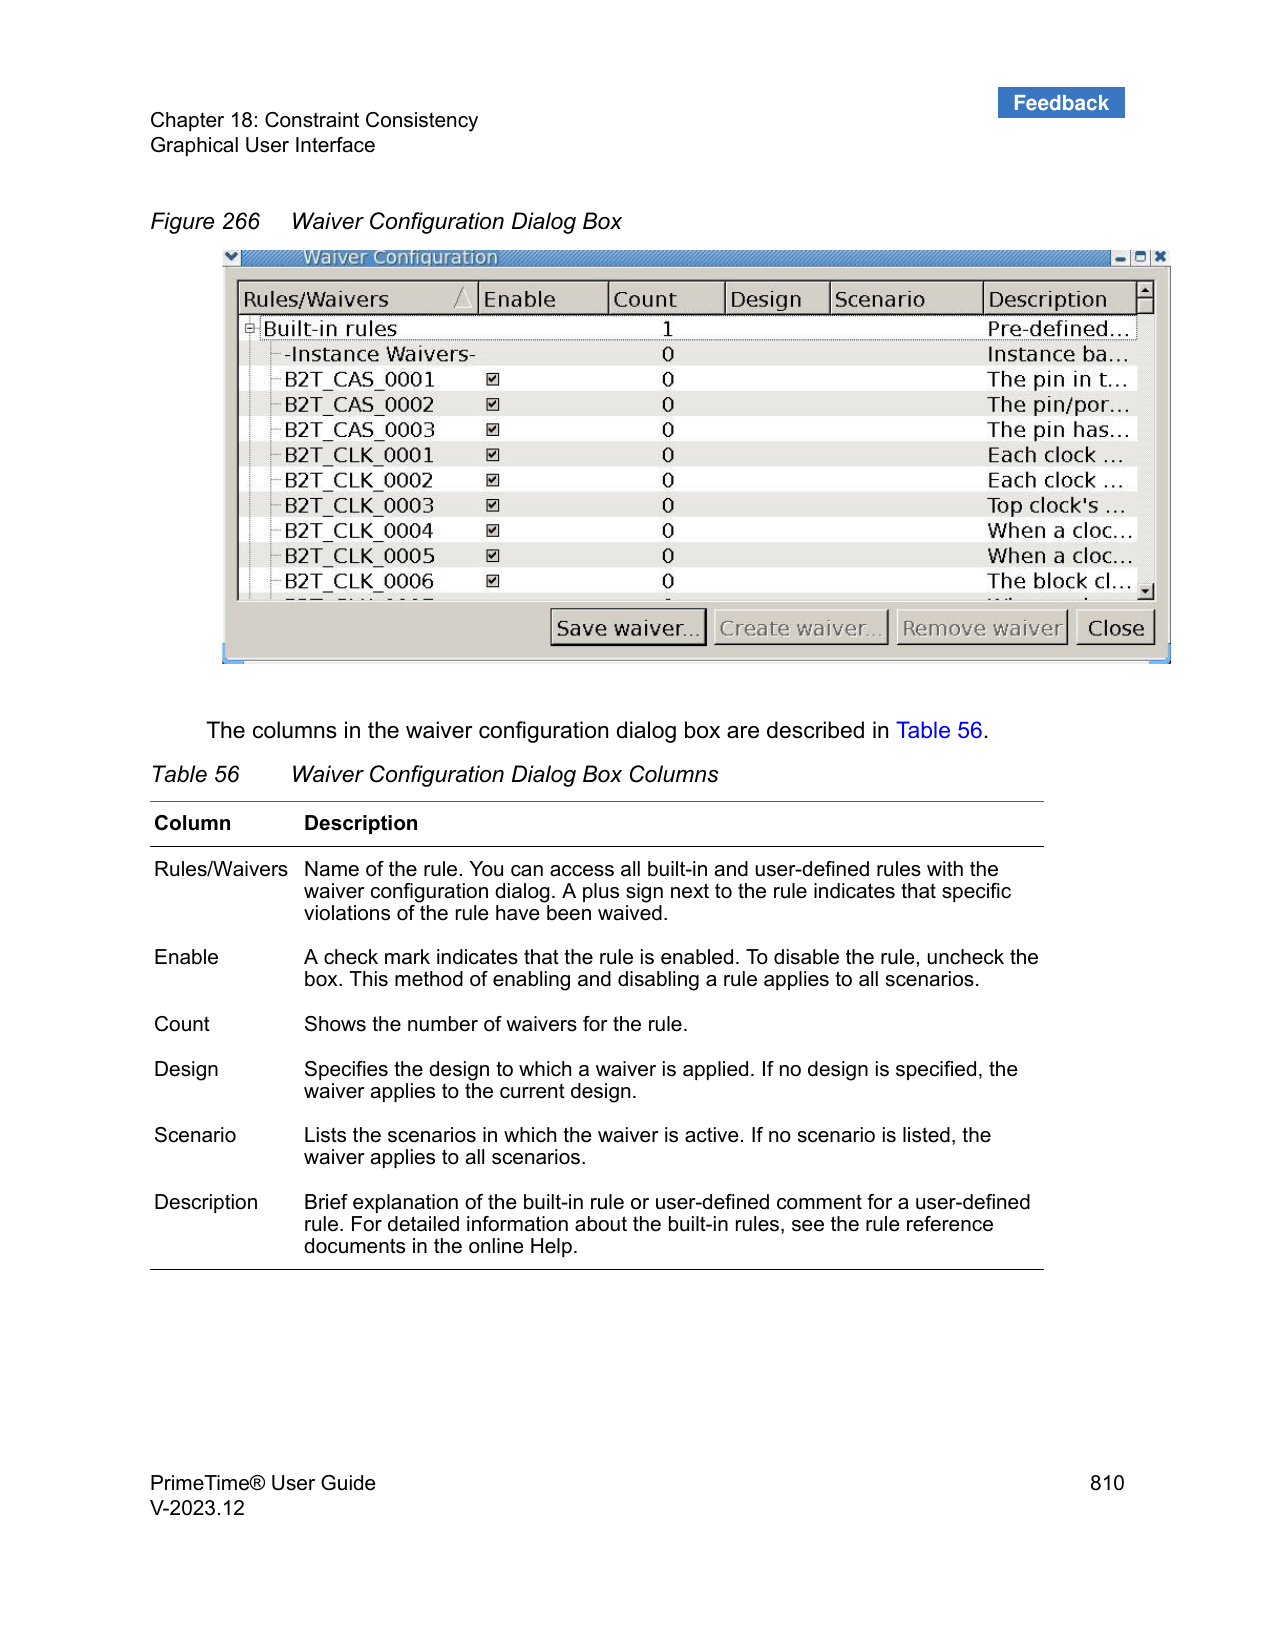 Feedback
Chapter 18: Constraint Consistency
Graphical User Interface
Figure 266 Waiver Configuration Dialog Box
Waiver Configuration
Rules/Waivers Enable Count Design Scenario Description
Built-in rules 1 Pre-defined...
-Instance Waivers- 0 Instance ba...
B2T_CAS_0001 0 The pin in t...
B2T_CAS_0002 0 The pin/por...
B2T_CAS_0003 0 The pin has...
B2T_CLK_0001 0 Each clock ...
B2T_CLK_0002 0 Each clock ...
B2T_CLK_0003 0 Top clock's ...
B2T_CLK_0004 0 When a cloc...
B2T_CLK_0005 0 When a cloc...
B2T_CLK_0006 0 The block cl...
Save waiver... Create waiver... Remove waiver Close
The columns in the waiver configuration dialog box are described in Table 56.
Table 56 Waiver Configuration Dialog Box Columns
Column Description
Rules/Waivers Name of the rule. You can access all built-in and user-defined rules with the
waiver configuration dialog. A plus sign next to the rule indicates that specific
violations of the rule have been waived.
Enable A check mark indicates that the rule is enabled. To disable the rule, uncheck the
box. This method of enabling and disabling a rule applies to all scenarios.
Count Shows the number of waivers for the rule.
Design Specifies the design to which a waiver is applied. If no design is specified, the
waiver applies to the current design.
Scenario Lists the scenarios in which the waiver is active. If no scenario is listed, the
waiver applies to all scenarios.
Description Brief explanation of the built-in rule or user-defined comment for a user-defined
rule. For detailed information about the built-in rules, see the rule reference
documents in the online Help.
PrimeTime® User Guide 810
V-2023.12